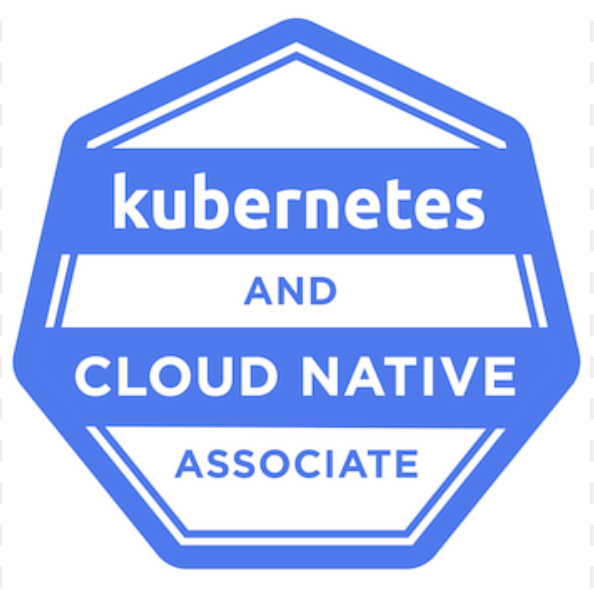 kubernetes
AND
CLOUD NATIVE
ASSOCIATE